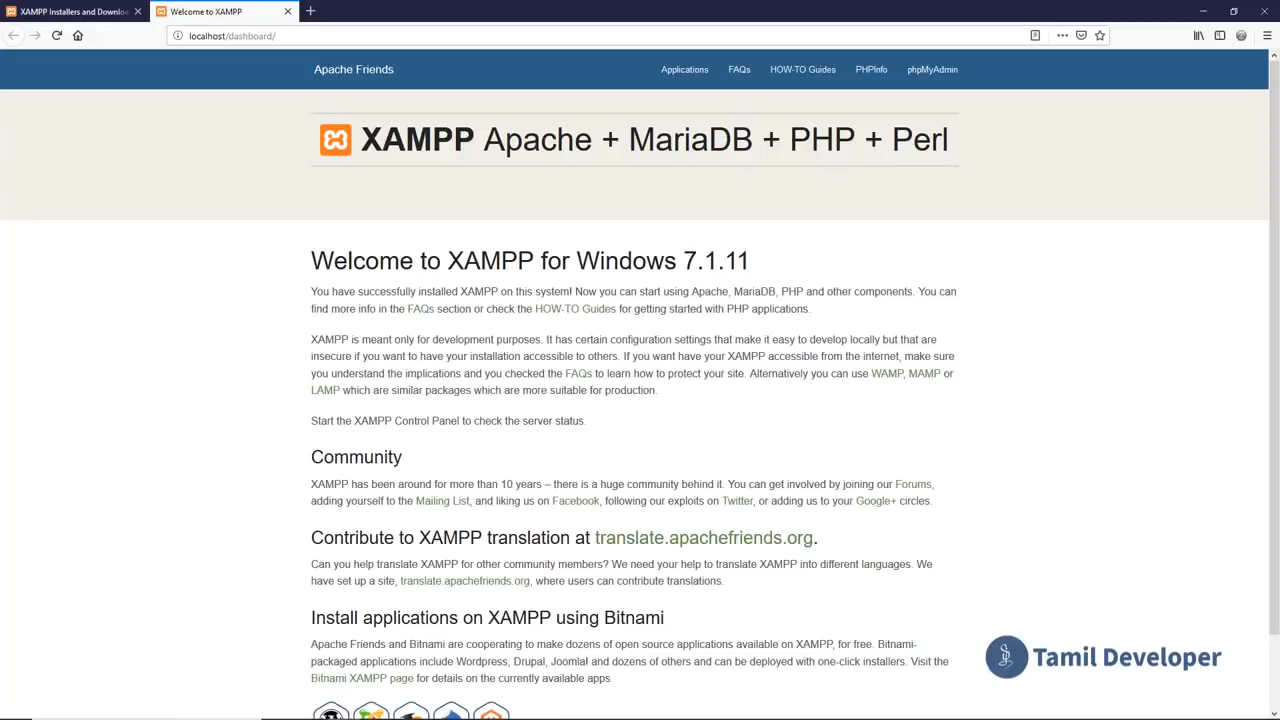 XAMPP Installers and Downloa
Welcome to XAMPP
localhost/dashboard/
Apache Friends
Applications
FAQs
HOW-TO Guides
PHPInfo
phpMyAdmin
XAMPP Apache + MariaDB + PHP + Perl
Welcome to XAMPP for Windows 7.1.11
You have successfully installed XAMPP on this system! Now you can start using Apache, MariaDB, PHP and other components. You can
find more info in the FAQs section or check the HOW-TO Guides for getting started with PHP applications.
XAMPP is meant only for development purposes. It has certain configuration settings that make it easy to develop locally but that are
insecure if you want to have your installation accessible to others. If you want have your XAMPP accessible from the internet, make sure
you understand the implications and you checked the FAQs to learn how to protect your site. Alternatively you can use WAMP, MAMP or
LAMP which are similar packages which are more suitable for production.
Start the XAMPP Control Panel to check the server status.
Community
XAMPP has been around for more than 10 years – there is a huge community behind it. You can get involved by joining our Forums,
adding yourself to the Mailing List, and liking us on Facebook, following our exploits on Twitter, or adding us to your Google+ circles.
Contribute to XAMPP translation at translate.apachefriends.org.
Can you help translate XAMPP for other community members? We need your help to translate XAMPP into different languages. We
have set up a site, translate.apachefriends.org, where users can contribute translations.
Install applications on XAMPP using Bitnami
Apache Friends and Bitnami are cooperating to make dozens of open source applications available on XAMPP, for free. Bitnami-
packaged applications include Wordpress, Drupal, Joomla! and dozens of others and can be deployed with one-click installers. Visit the
Bitnami XAMPP page for details on the currently available apps.
Tamil Developer